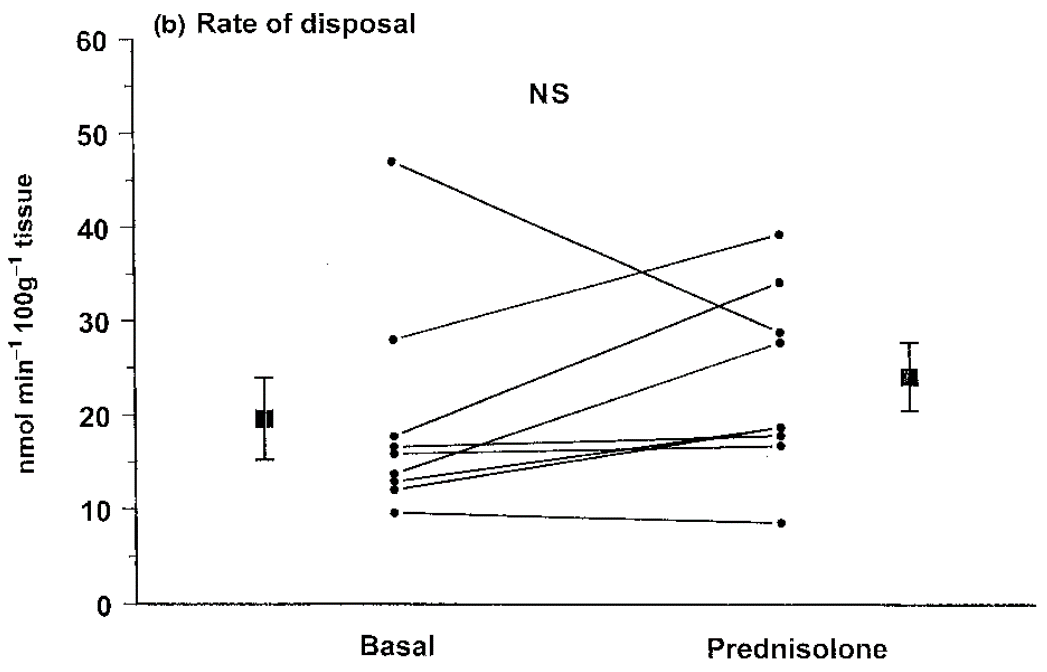 (b) Rate of disposal
60
50
40
30
20
10
0
nmol min⁻¹ 100g⁻¹ tissue
NS
Basal
Prednisolone